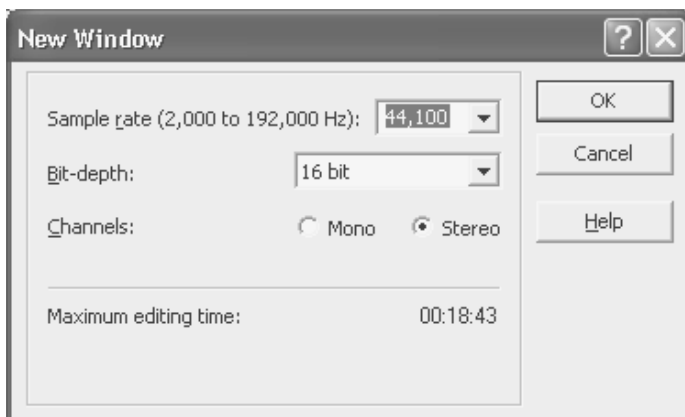 New Window
Sample rate (2,000 to 192,000 Hz): 44,100
OK
Bit-depth: 16 bit
Cancel
Channels: Mono Stereo
Help
Maximum editing time: 00:18:43